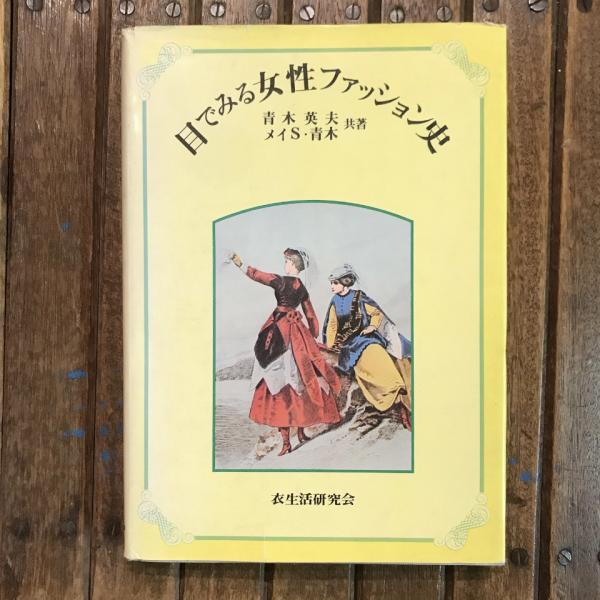 目でみる女性ファッション史
青木英夫
メイS・青木 共著
衣生活研究会